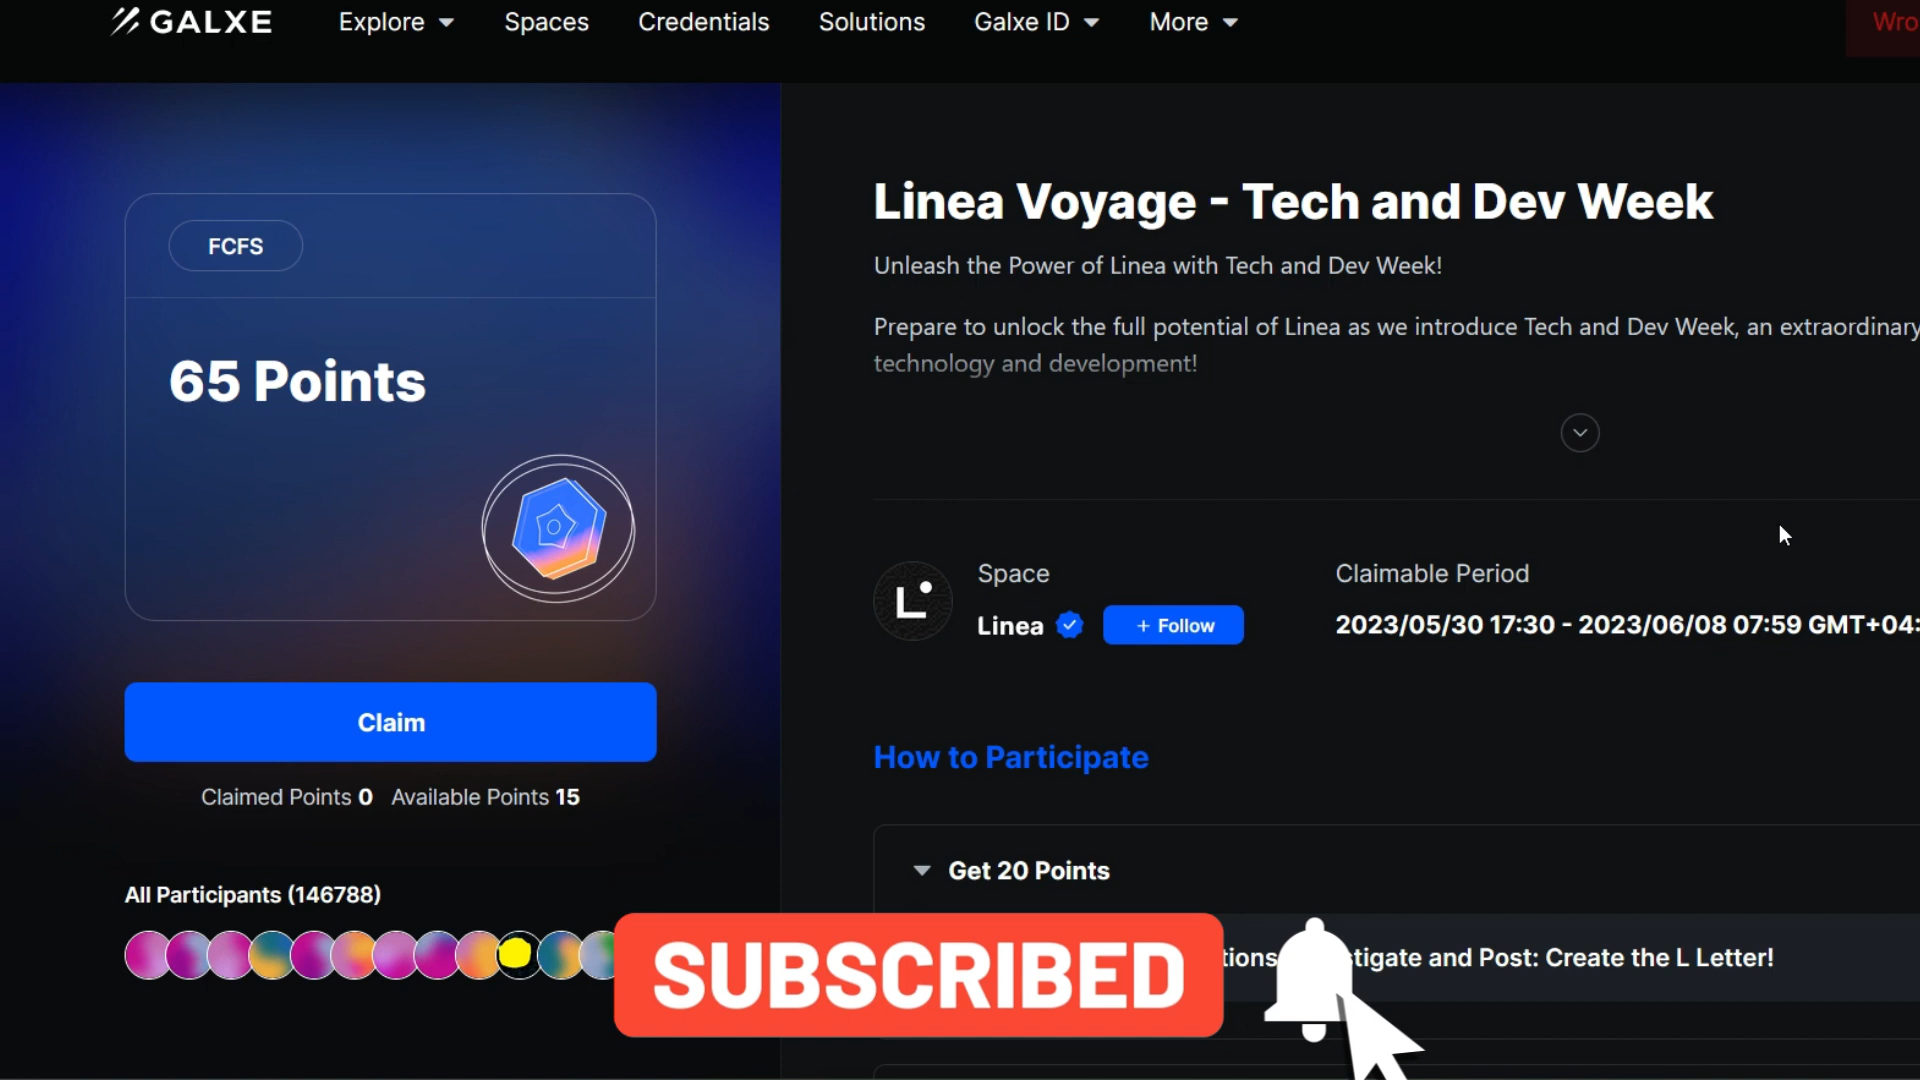 GALXE
Explore
Spaces
Credentials
Solutions
Galxe ID
More
Wro
FCFS
65 Points
Claim
Claimed Points 0 Available Points 15
All Participants (146788)
Linea Voyage - Tech and Dev Week
Unleash the Power of Linea with Tech and Dev Week!
Prepare to unlock the full potential of Linea as we introduce Tech and Dev Week, an extraordinary
technology and development!
Space
Linea
+ Follow
Claimable Period
2023/05/30 17:30 - 2023/06/08 07:59 GMT+04:
How to Participate
Get 20 Points
tions
stigate and Post: Create the L Letter!
SUBSCRIBED